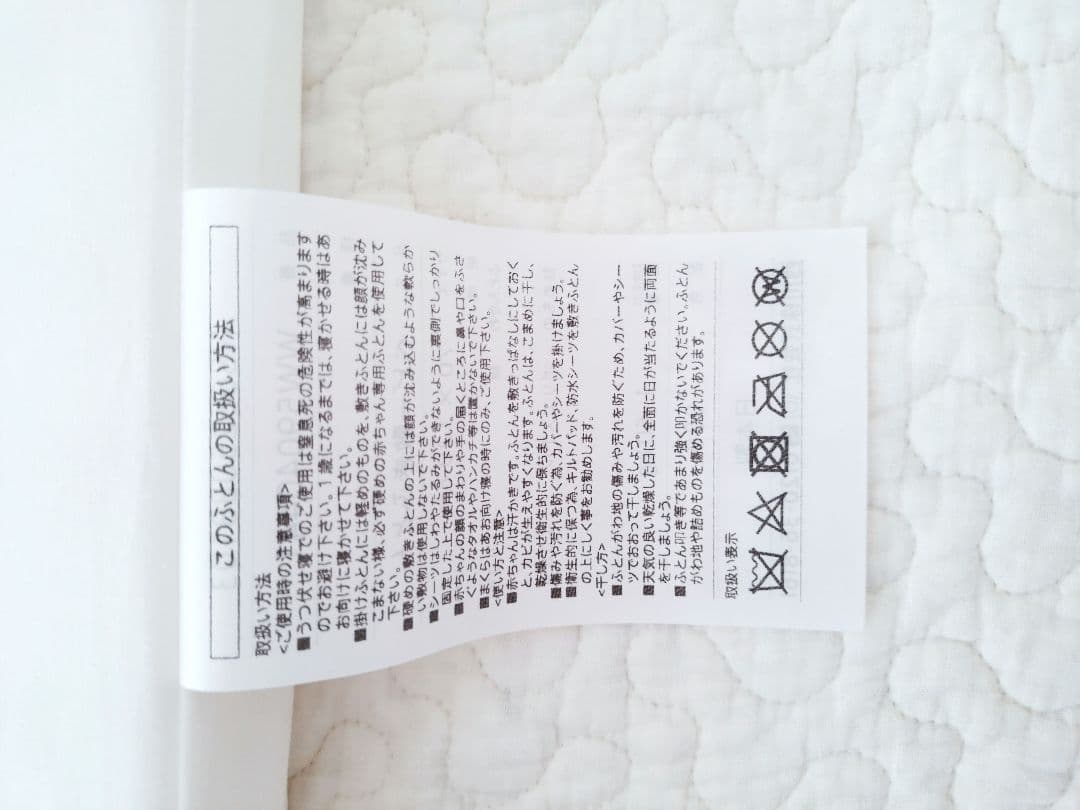 このふとんの取扱い方法
取扱い方法
<ご使用時の注意事項>
■うつ伏せ寝でのご使用は窒息死の危険性が高まります
のでお避け下さい。1歳になるまでは、寝かせる時はあ
お向けに寝かせて下さい。
■掛けふとんには軽めのものを、敷きふとんには顔が沈み
こまない様、必ず硬めの赤ちゃん専用ふとんを使用して
下さい。
■硬めの敷きふとんの上には顔が沈み込むような軟らか
い敷物は使用しないで下さい。
■シーツはしわやたるみができないように裏側でしっかり
固定した上で使用して下さい。
■赤ちゃんの顔のまわりや手の届くところに鼻や口をふさ
ぐようなタオルやハンカチ等は置かないで下さい。
■まくらはあお向け寝の時にのみ、ご使用下さい。
<使い方と注意>
■赤ちゃんは汗かきです。ふとんを敷きっぱなしにしておく
と、カビが生えやすくなります。ふとんは、こまめに干し、
乾燥させ衛生的に保ちましょう。
■傷みや汚れを防ぐ為、カバーやシーツを掛けましょう。
■衛生的に保つ為、キルトパッド、防水シーツを敷きふとん
の上にしく事をお勧めします。
<干し方>
■ふとんがわ地の傷みや汚れを防ぐため、カバーやシー
ツでおおって干しましょう。
■天気の良い乾燥した日に、全面に日が当たるように両面
を干しましょう。
■ふとん叩き等であまり強く叩かないでください。ふとん
がわ地や詰めものを傷める恐れがあります。
取扱い表示